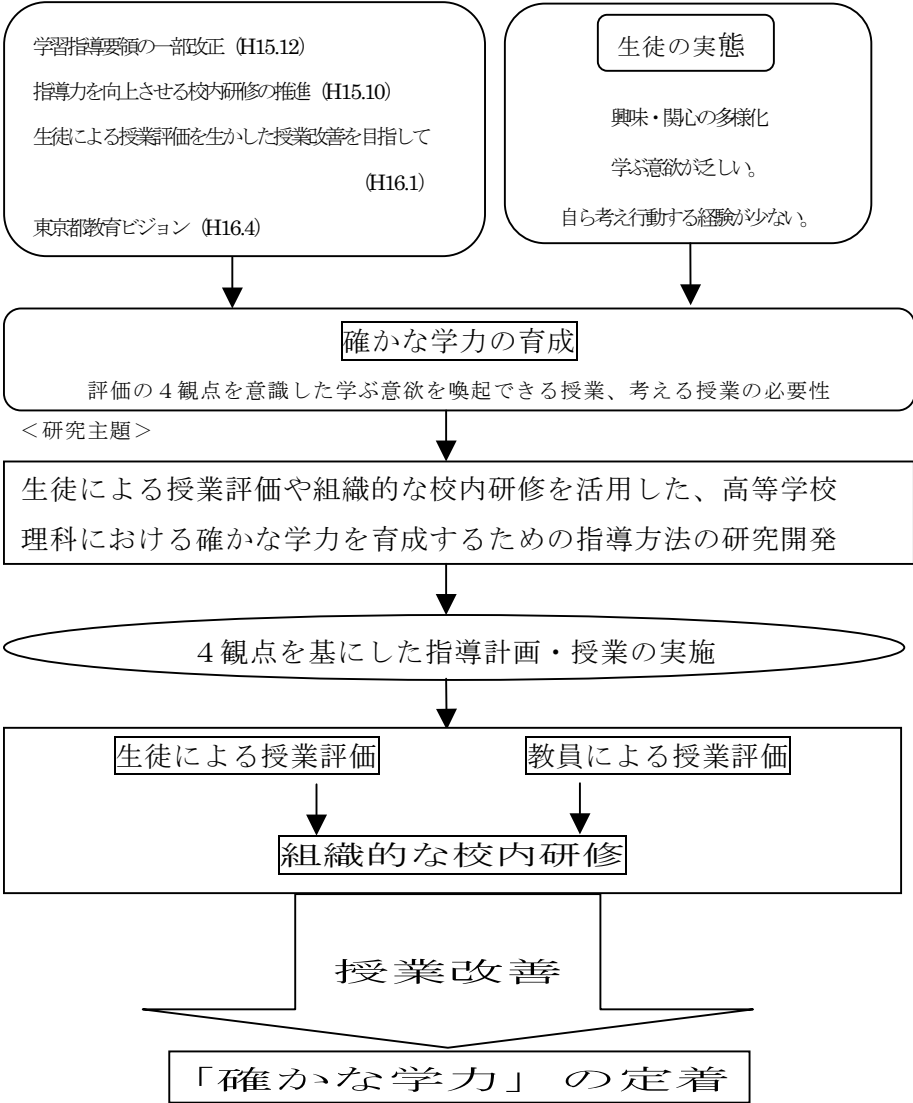 学習指導要領の一部改正 (H15.12)
指導力を向上させる校内研修の推進 (H15.10)
生徒による授業評価を生かした授業改善を目指して
(H16.1)
東京都教育ビジョン (H16.4)
生徒の実態
興味・関心の多様化
学ぶ意欲が乏しい。
自ら考え行動する経験が少ない。
確かな学力の育成
評価の4観点を意識した学ぶ意欲を喚起できる授業、考える授業の必要性
<研究主題>
生徒による授業評価や組織的な校内研修を活用した、高等学校
理科における確かな学力を育成するための指導方法の研究開発
4観点を基にした指導計画・授業の実施
生徒による授業評価
教員による授業評価
組織的な校内研修
授業改善
「確かな学力」の定着